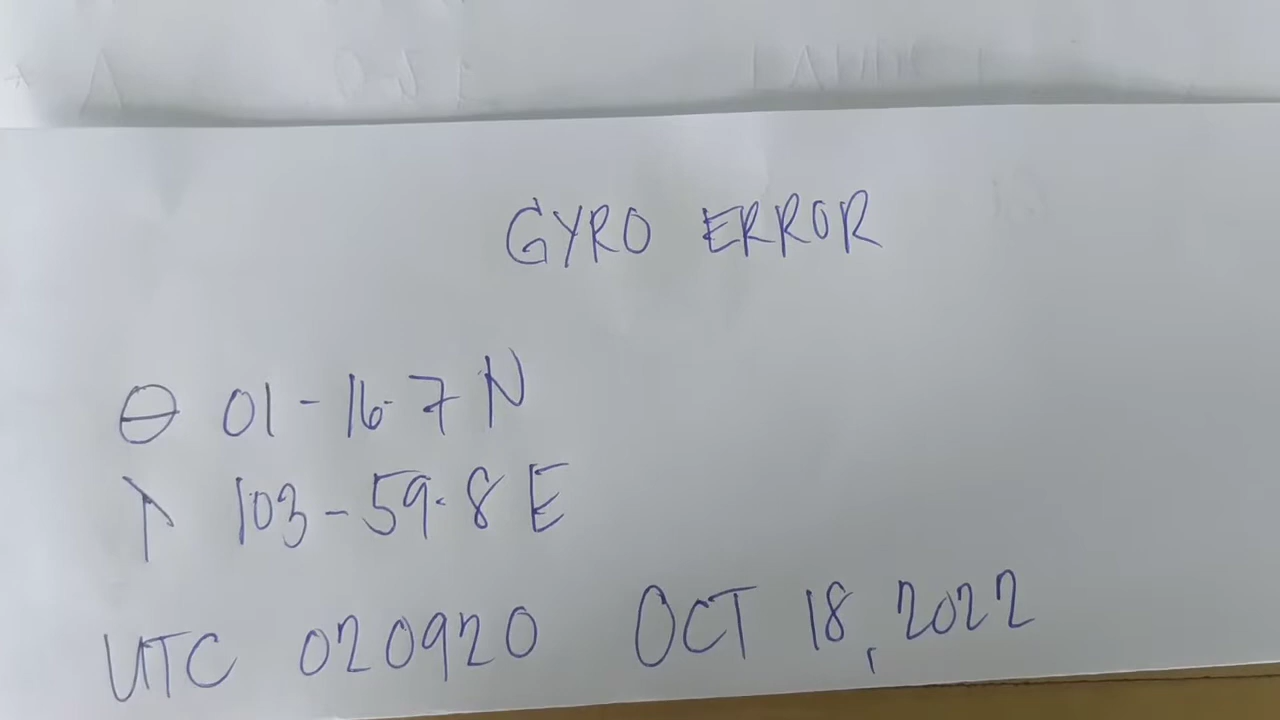 GYRO ERROR
θ 01-16.7 N
λ 103-59.8 E
UTC 020920 OCT 18, 2022